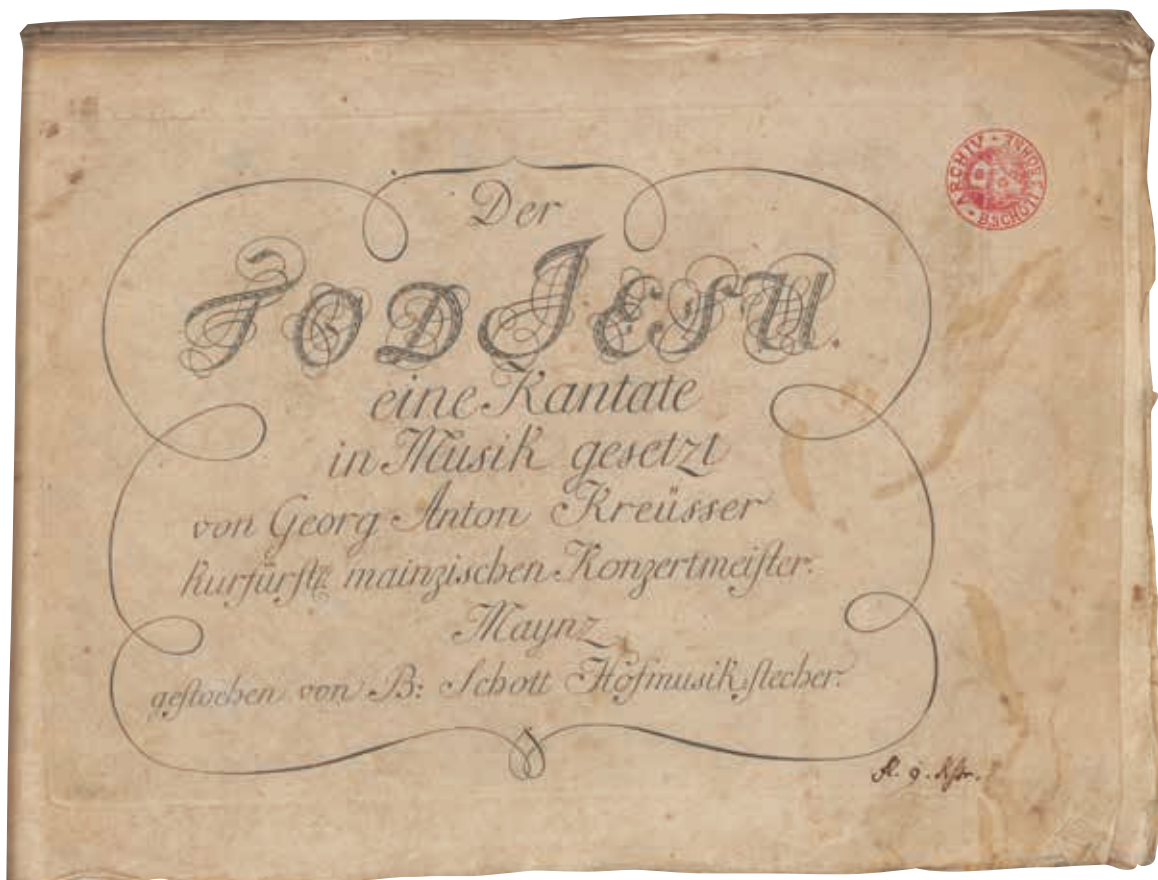 Der
TOD JESU.
eine Kantate
in Musik gesetzt
von Georg Anton Kreüsser
kurfürstl mainzischen Konzertmeister.
Maynz
gestochen von B: Schott Hofmusikstecher.
ARCHIV • B.SCHOTT'S SÖHNE